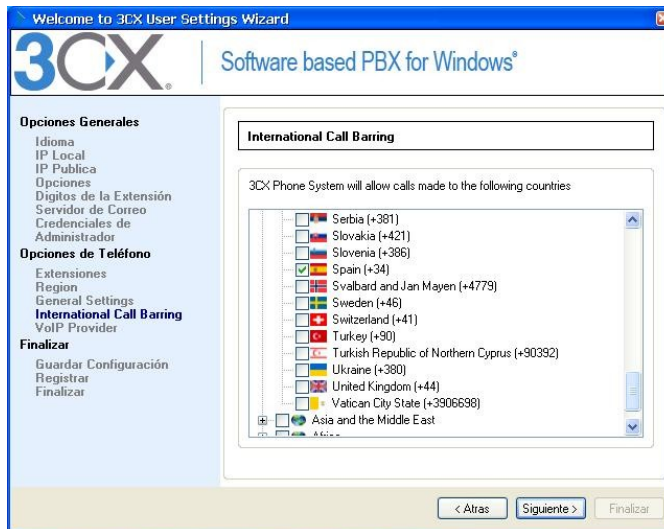 Welcome to 3CX User Settings Wizard
3CX.
Software based PBX for Windows®
Opciones Generales
Idioma
IP Local
IP Publica
Opciones
Digitos de la Extensión
Servidor de Correo
Credenciales de
Administrador
Opciones de Teléfono
Extensiones
Region
General Settings
International Call Barring
VoIP Provider
Finalizar
Guardar Configuración
Registrar
Finalizar
International Call Barring
3CX Phone System will allow calls made to the following countries
Serbia (+381)
Slovakia (+421)
Slovenia (+386)
Spain (+34)
Svalbard and Jan Mayen (+4779)
Sweden (+46)
Switzerland (+41)
Turkey (+90)
Turkish Republic of Northern Cyprus (+90392)
Ukraine (+380)
United Kingdom (+44)
Vatican City State (+3906698)
Asia and the Middle East
Africa
< Atras
Siguiente >
Finalizar